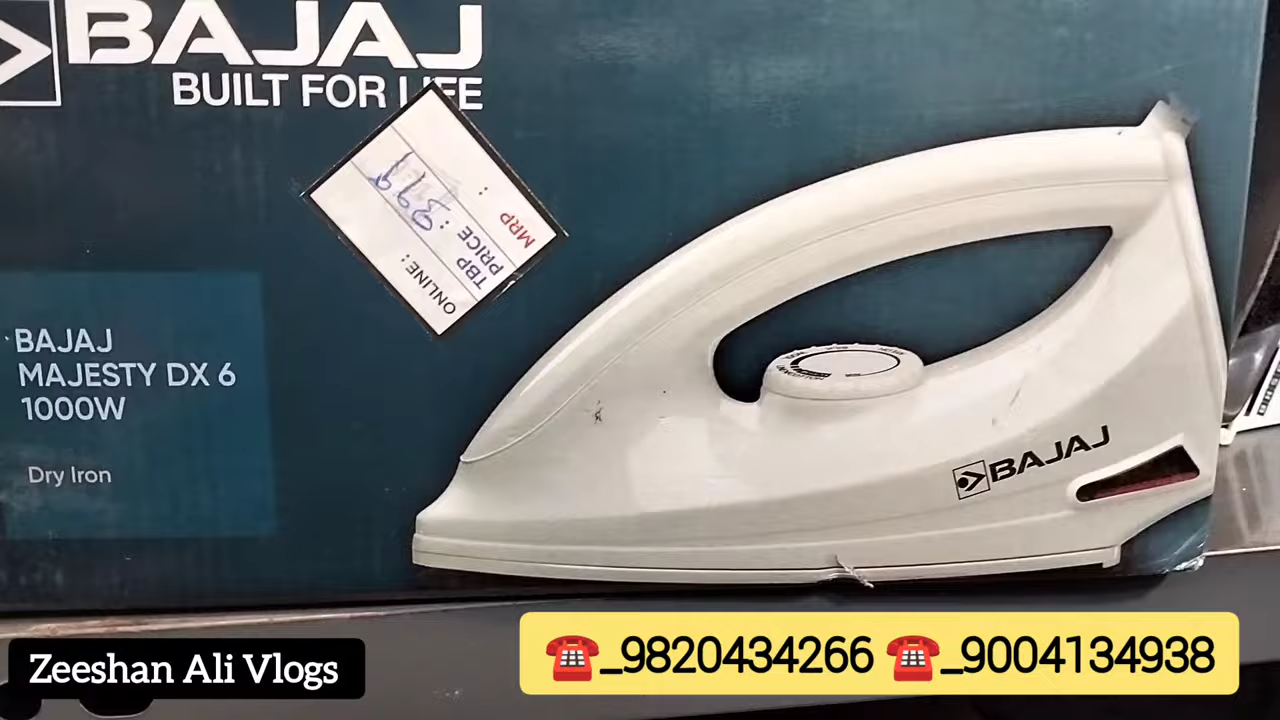 BAJAJ
BUILT FOR LIFE
MRP :
TBP
PRICE :
ONLINE :
BAJAJ
MAJESTY DX 6
1000W
Dry Iron
BAJAJ
Zeeshan Ali Vlogs
☎_9820434266 ☎_9004134938